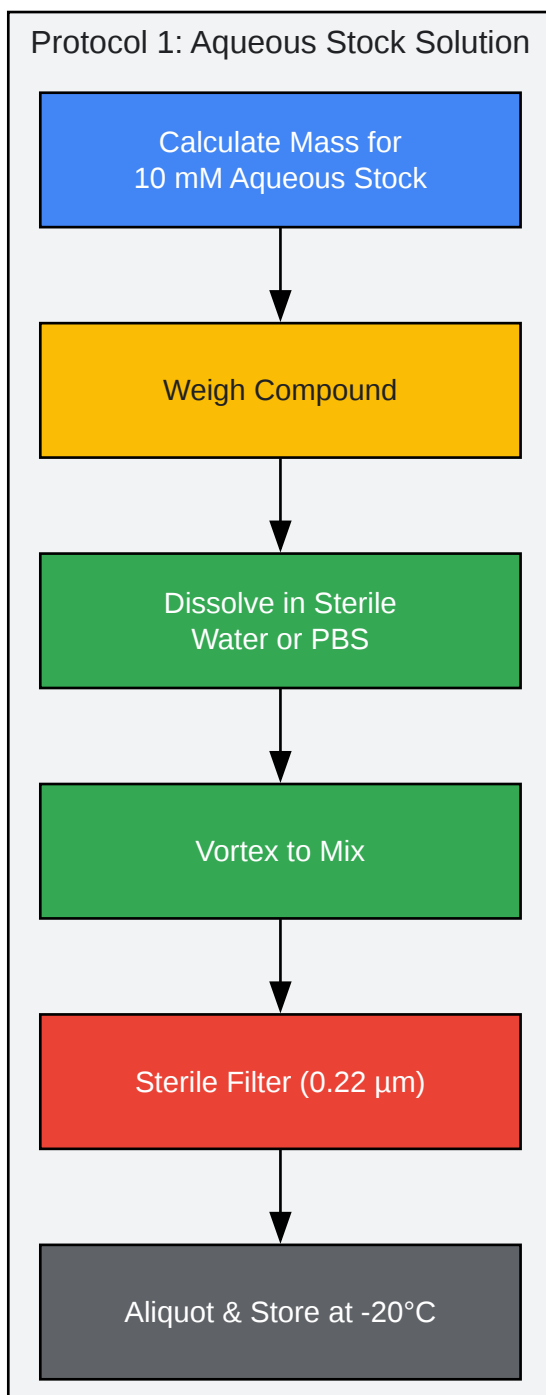 Protocol 1: Aqueous Stock Solution
Calculate Mass for
10 mM Aqueous Stock
Weigh Compound
Dissolve in Sterile
Water or PBS
Vortex to Mix
Sterile Filter (0.22 µm)
Aliquot & Store at -20°C